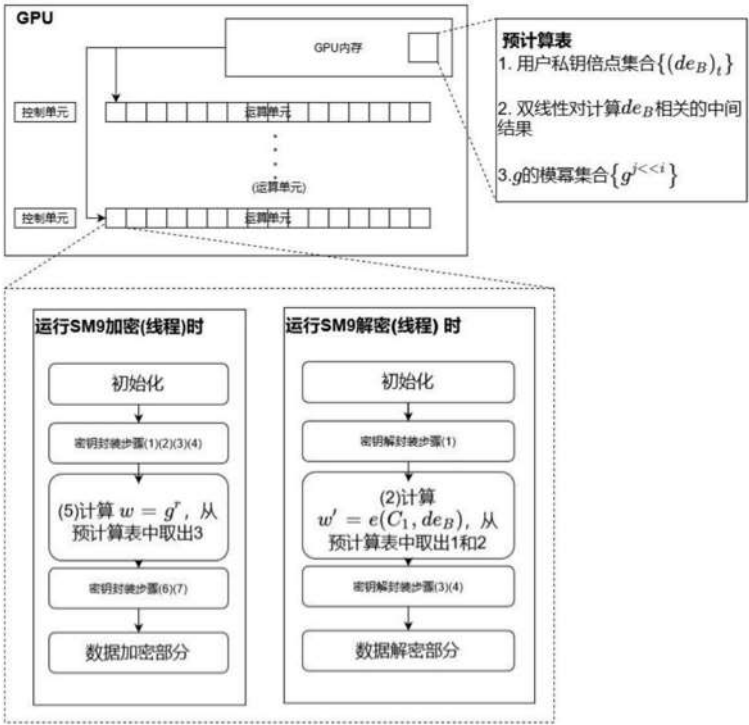 GPU
GPU内存
控制单元
运算单元
(运算单元)
控制单元
运算单元
预计算表
1. 用户私钥倍点集合{(de_B)_t}
2. 双线性对计算de_B相关的中间
结果
3.g的模幂集合{g^{j<<i}}
运行SM9加密(线程)时
初始化
密钥封装步骤(1)(2)(3)(4)
(5)计算 w = g^r，从
预计算表中取出3
密钥封装步骤(6)(7)
数据加密部分
运行SM9解密(线程) 时
初始化
密钥解封装步骤(1)
(2)计算
w′ = e(C_1, de_B)，从
预计算表中取出1和2
密钥解封装步骤(3)(4)
数据解密部分